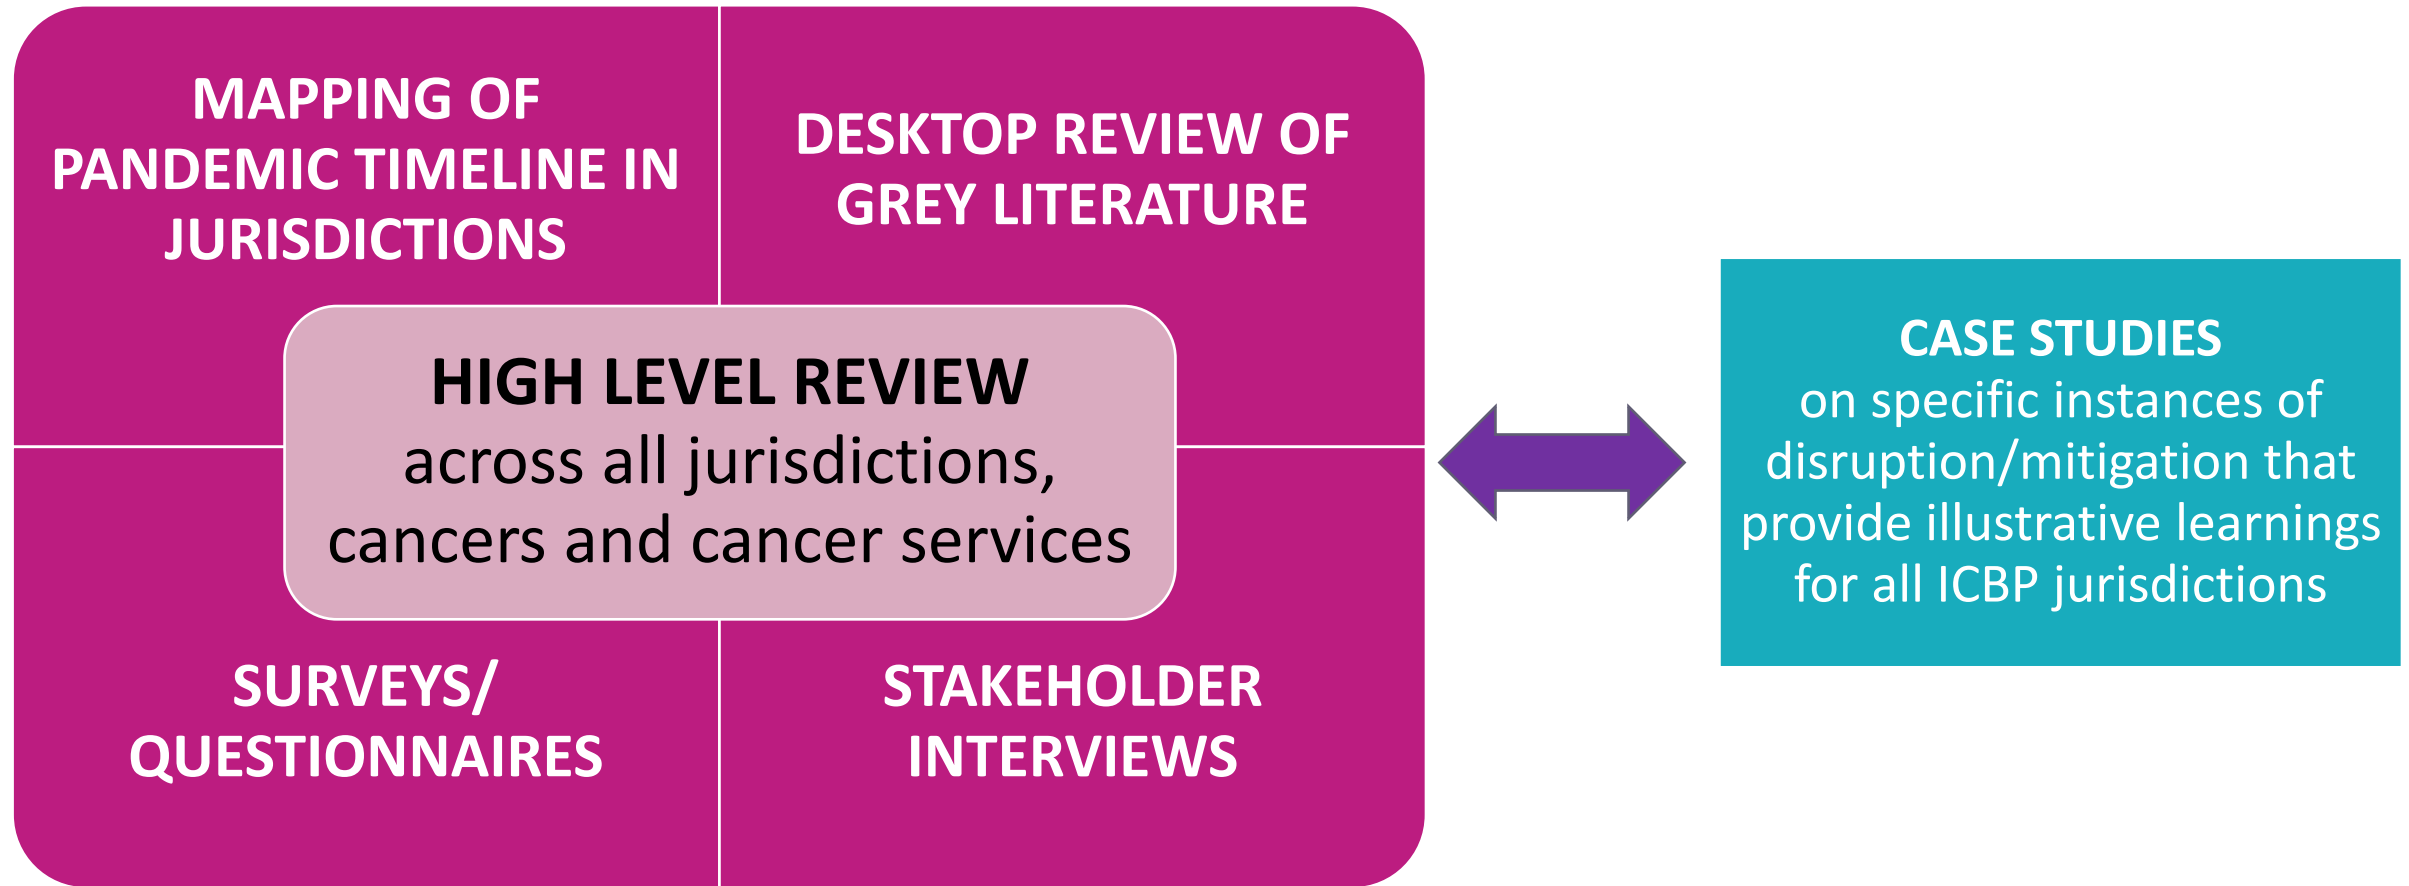 MAPPING OF
PANDEMIC TIMELINE IN
JURISDICTIONS
DESKTOP REVIEW OF
GREY LITERATURE
HIGH LEVEL REVIEW
across all jurisdictions,
cancers and cancer services
SURVEYS/
QUESTIONNAIRES
STAKEHOLDER
INTERVIEWS
CASE STUDIES
on specific instances of
disruption/mitigation that
provide illustrative learnings
for all ICBP jurisdictions